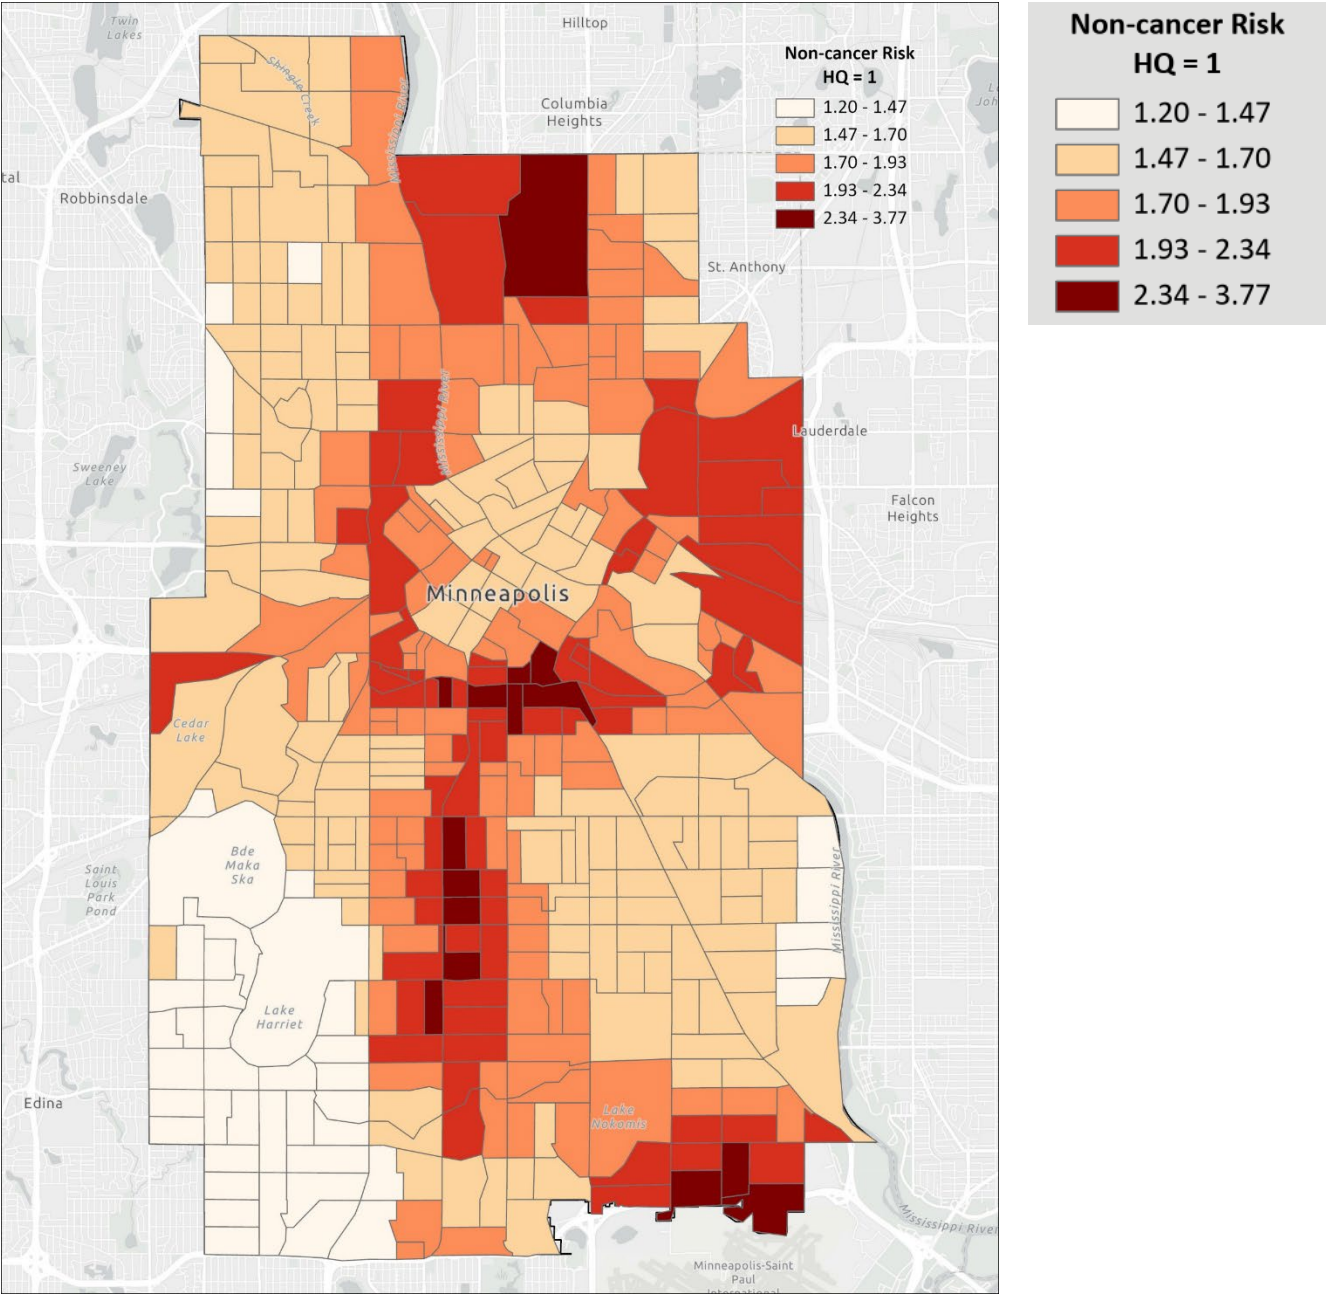 Twin
Lakes
Hilltop
Non-cancer Risk
HQ = 1
1.20 - 1.47
1.47 - 1.70
1.70 - 1.93
1.93 - 2.34
2.34 - 3.77
Non-cancer Risk
HQ = 1
1.20 - 1.47
1.47 - 1.70
1.70 - 1.93
1.93 - 2.34
2.34 - 3.77
Shingle Creek
Mississippi River
Columbia
Heights
tal
Robbinsdale
St. Anthony
Mississippi River
Lauderdale
Sweeney
Lake
Falcon
Heights
Minneapolis
Cedar
Lake
Bde
Maka
Ska
Saint
Louis
Park
Pond
Mississippi River
Lake
Harriet
Edina
Lake
Nokomis
Mississippi River
Minneapolis-Saint
Paul
International